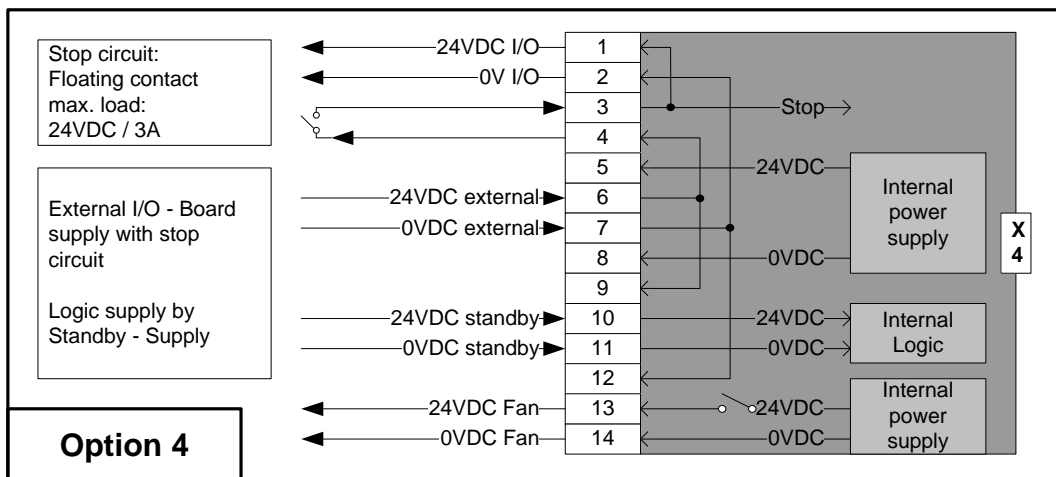 Stop circuit:
Floating contact
max. load:
24VDC / 3A
External I/O - Board
supply with stop
circuit
Logic supply by
Standby - Supply
Option 4
24VDC I/O
0V I/O
24VDC external
0VDC external
24VDC standby
0VDC standby
24VDC Fan
0VDC Fan
1
2
3
4
5
6
7
8
9
10
11
12
13
14
Stop
24VDC
0VDC
Internal
power
supply
24VDC
0VDC
Internal
Logic
24VDC
0VDC
Internal
power
supply
X
4